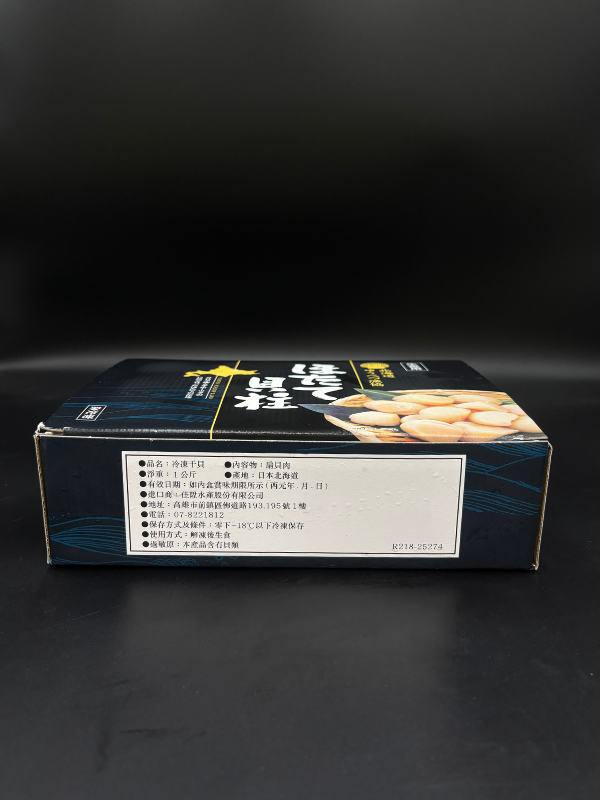 ●品名:冷凍干貝 ●內容物:扇貝肉
●淨重:1公斤 ●產地:日本北海道
●有效日期:如內盒賞味期限所示(西元年.月.日)
●進口商:佳陞水產股份有限公司
●地址:高雄市前鎮區佛道路193.195號1樓
●電話:07-8221812
●保存方式及條件:零下-18℃以下冷凍保存
●使用方式:解凍後生食
●過敏原:本產品含有貝類
R218-25274